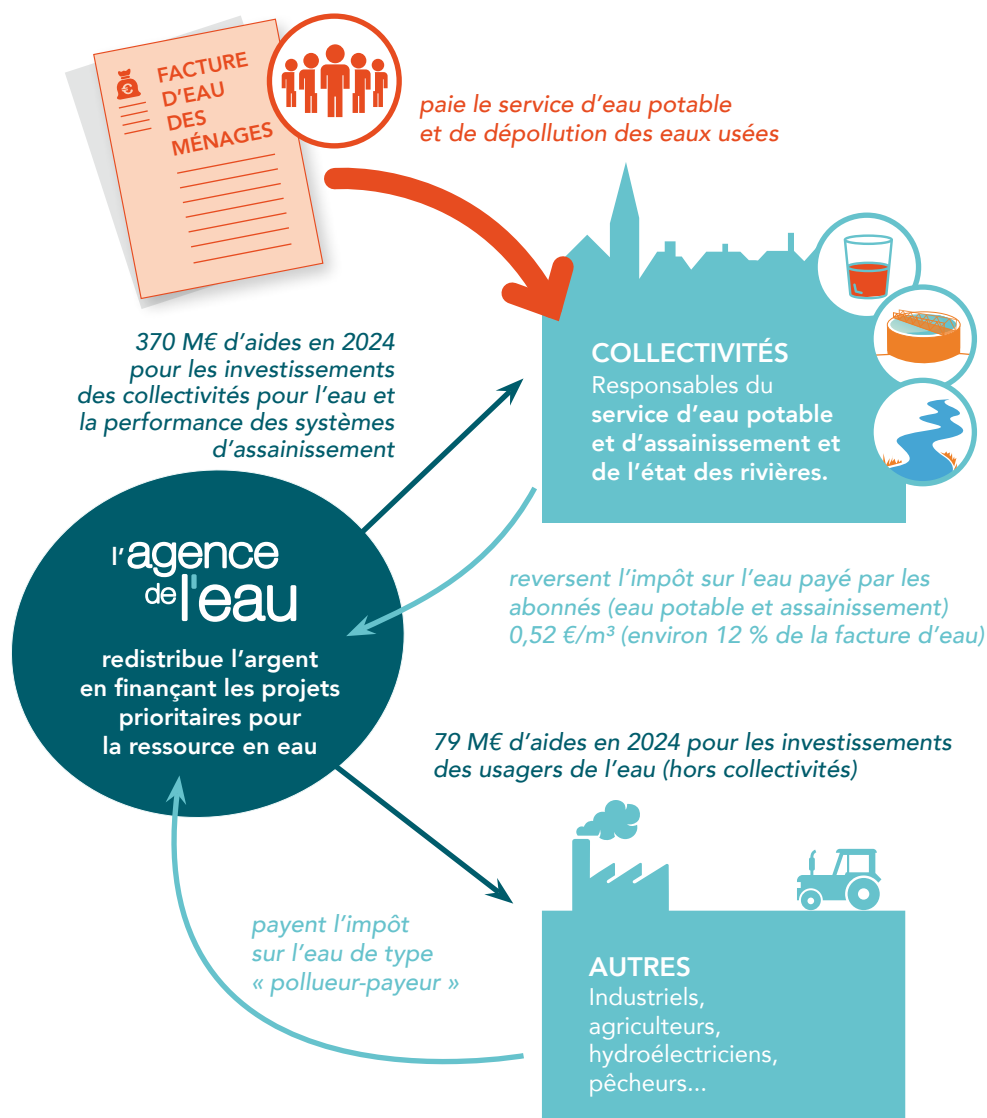 FACTURE
D'EAU
DES
MÉNAGES
€
paie le service d'eau potable
et de dépollution des eaux usées
370 M€ d'aides en 2024
pour les investissements
des collectivités pour l'eau et
la performance des systèmes
d'assainissement
COLLECTIVITÉS
Responsables du
service d'eau potable
et d'assainissement et
de l'état des rivières.
l'agence
de l'eau
redistribue l'argent
en finançant les projets
prioritaires pour
la ressource en eau
reversent l'impôt sur l'eau payé par les
abonnés (eau potable et assainissement)
0,52 €/m³ (environ 12 % de la facture d'eau)
79 M€ d'aides en 2024 pour les investissements
des usagers de l'eau (hors collectivités)
payent l'impôt
sur l'eau de type
« pollueur-payeur »
AUTRES
Industriels,
agriculteurs,
hydroélectriciens,
pêcheurs...